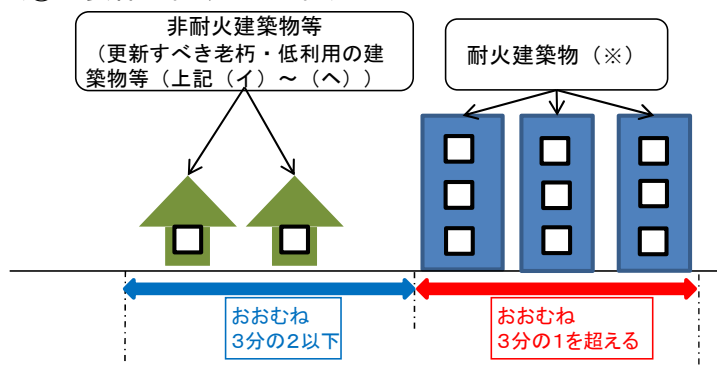 非耐火建築物等
（更新すべき老朽・低利用の建
築物等（上記（イ）～（ヘ））
耐火建築物（※）
おおむね
３分の２以下
おおむね
３分の１を超える